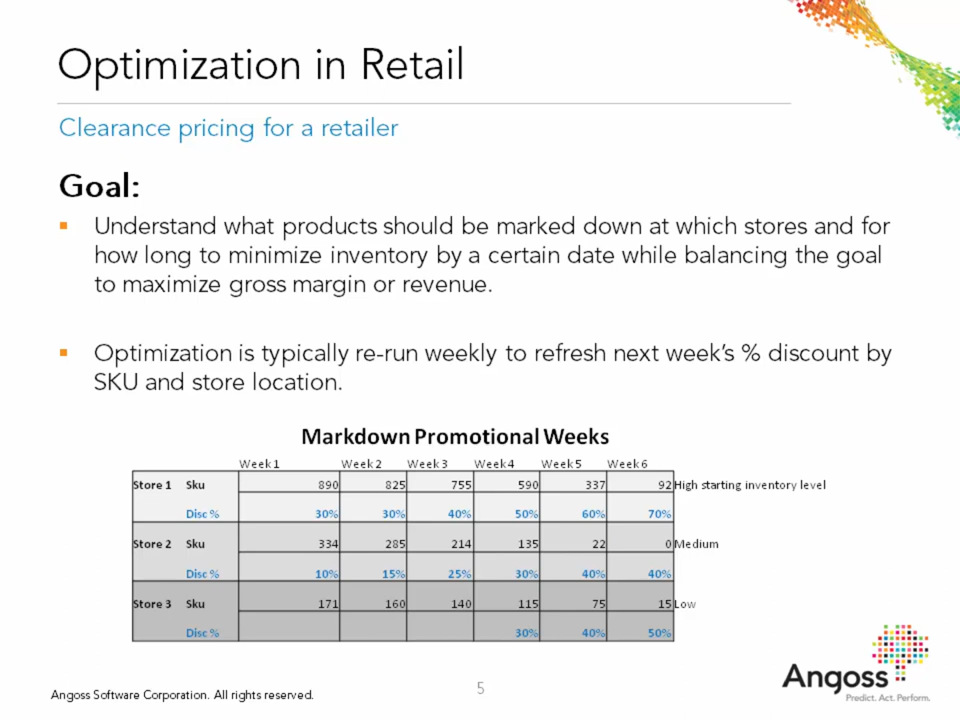 Optimization in Retail
Clearance pricing for a retailer
Goal:
▪ Understand what products should be marked down at which stores and for
how long to minimize inventory by a certain date while balancing the goal
to maximize gross margin or revenue.
▪ Optimization is typically re-run weekly to refresh next week's % discount by
SKU and store location.
Markdown Promotional Weeks
Week 1 Week 2 Week 3 Week 4 Week 5 Week 6
Store 1 Sku 890 825 755 590 337 92 High starting inventory level
Disc % 30% 30% 40% 50% 60% 70%
Store 2 Sku 334 285 214 135 22 0 Medium
Disc % 10% 15% 25% 30% 40% 40%
Store 3 Sku 171 160 140 115 75 15 Low
Disc % 30% 40% 50%
Angoss
Predict. Act. Perform.
Angoss Software Corporation. All rights reserved.
5